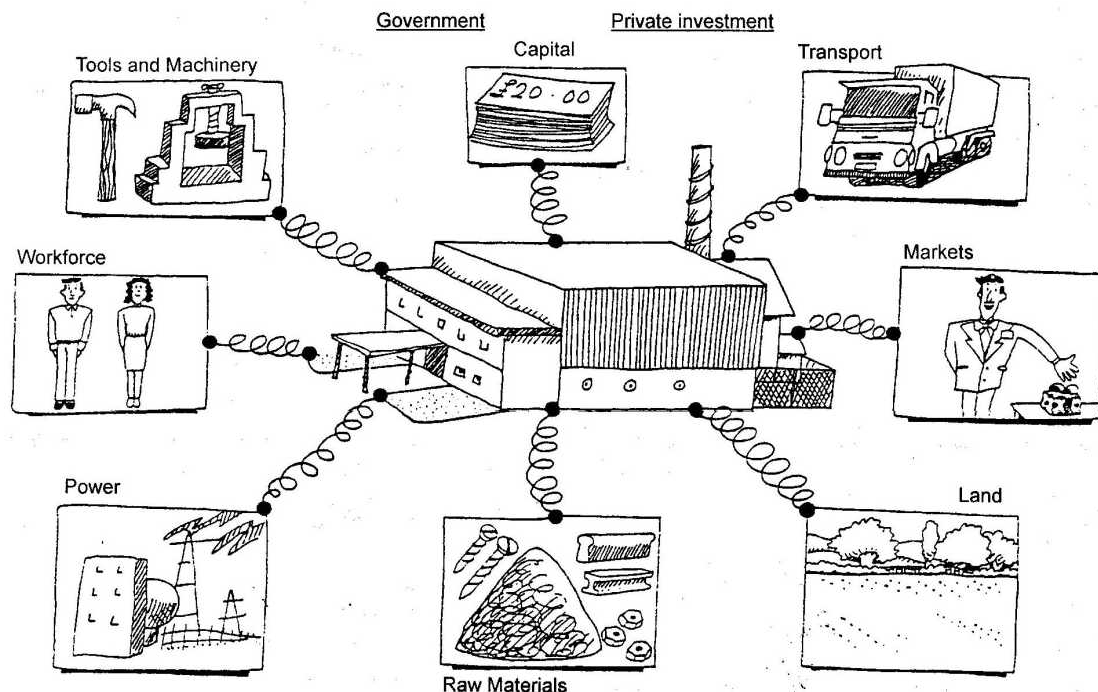 Government
Private investment
Capital
Transport
Tools and Machinery
£20.00
Workforce
Markets
Power
Land
Raw Materials